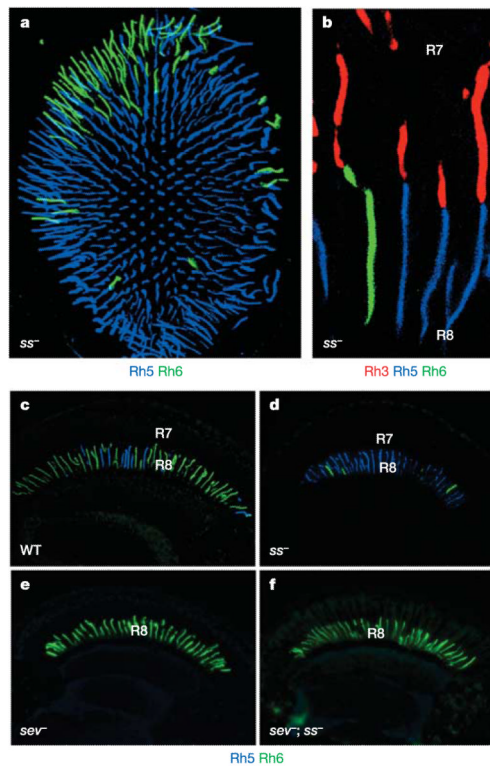 a
b
R7
R8
ss⁻
ss⁻
Rh5 Rh6
Rh3 Rh5 Rh6
c
d
R7
R7
R8
R8
WT
ss⁻
e
f
R8
R8
sev⁻
sev⁻; ss⁻
Rh5 Rh6